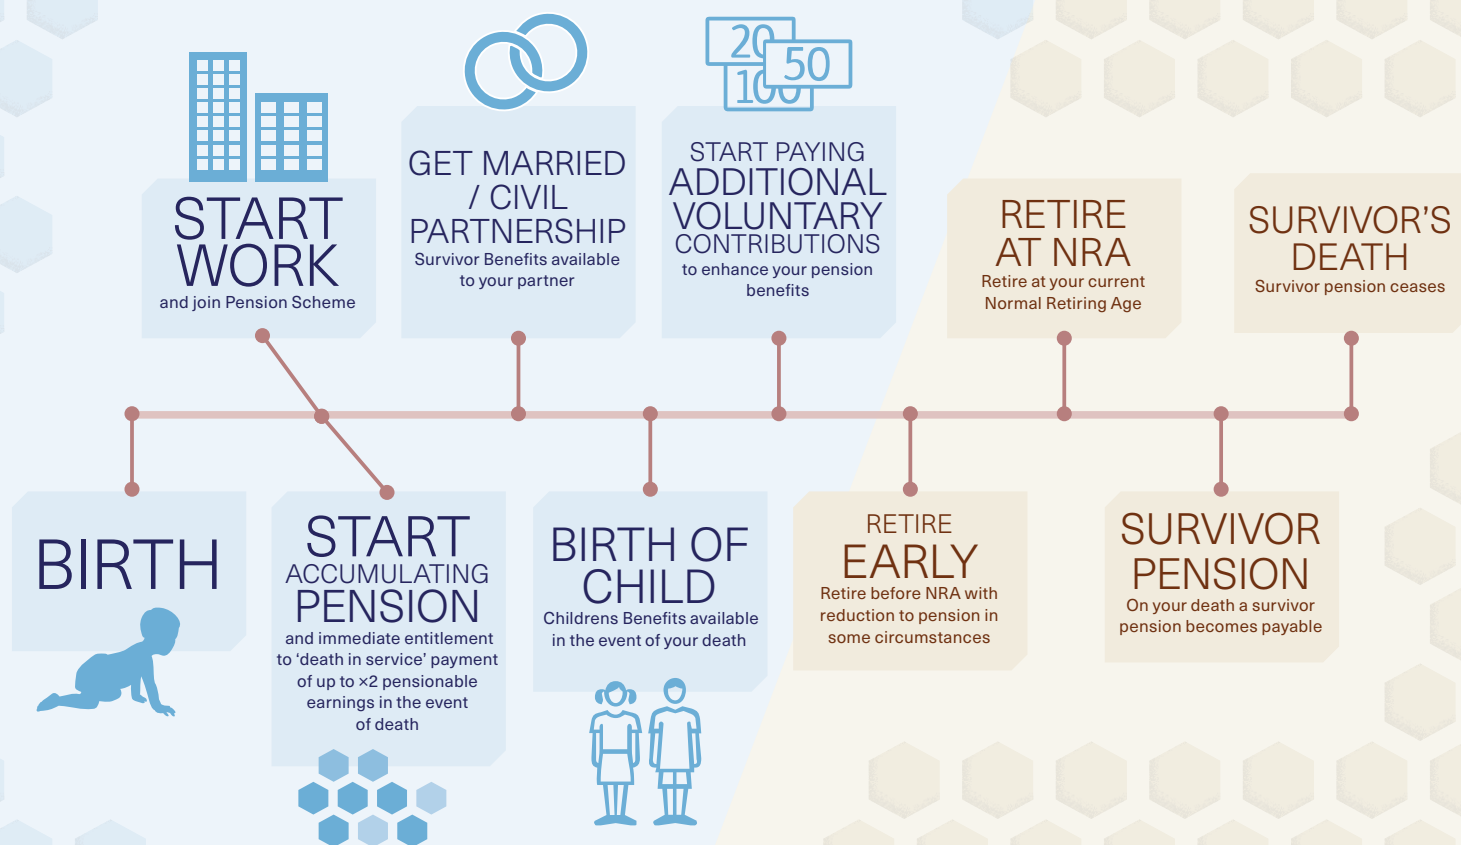 20
50
100
START
WORK
and join Pension Scheme
GET MARRIED
/ CIVIL
PARTNERSHIP
Survivor Benefits available
to your partner
START PAYING
ADDITIONAL
VOLUNTARY
CONTRIBUTIONS
to enhance your pension
benefits
RETIRE
AT NRA
Retire at your current
Normal Retiring Age
SURVIVOR’S
DEATH
Survivor pension ceases
BIRTH
START
ACCUMULATING
PENSION
and immediate entitlement
to ‘death in service’ payment
of up to ×2 pensionable
earnings in the event
of death
BIRTH OF
CHILD
Childrens Benefits available
in the event of your death
RETIRE
EARLY
Retire before NRA with
reduction to pension in
some circumstances
SURVIVOR
PENSION
On your death a survivor
pension becomes payable